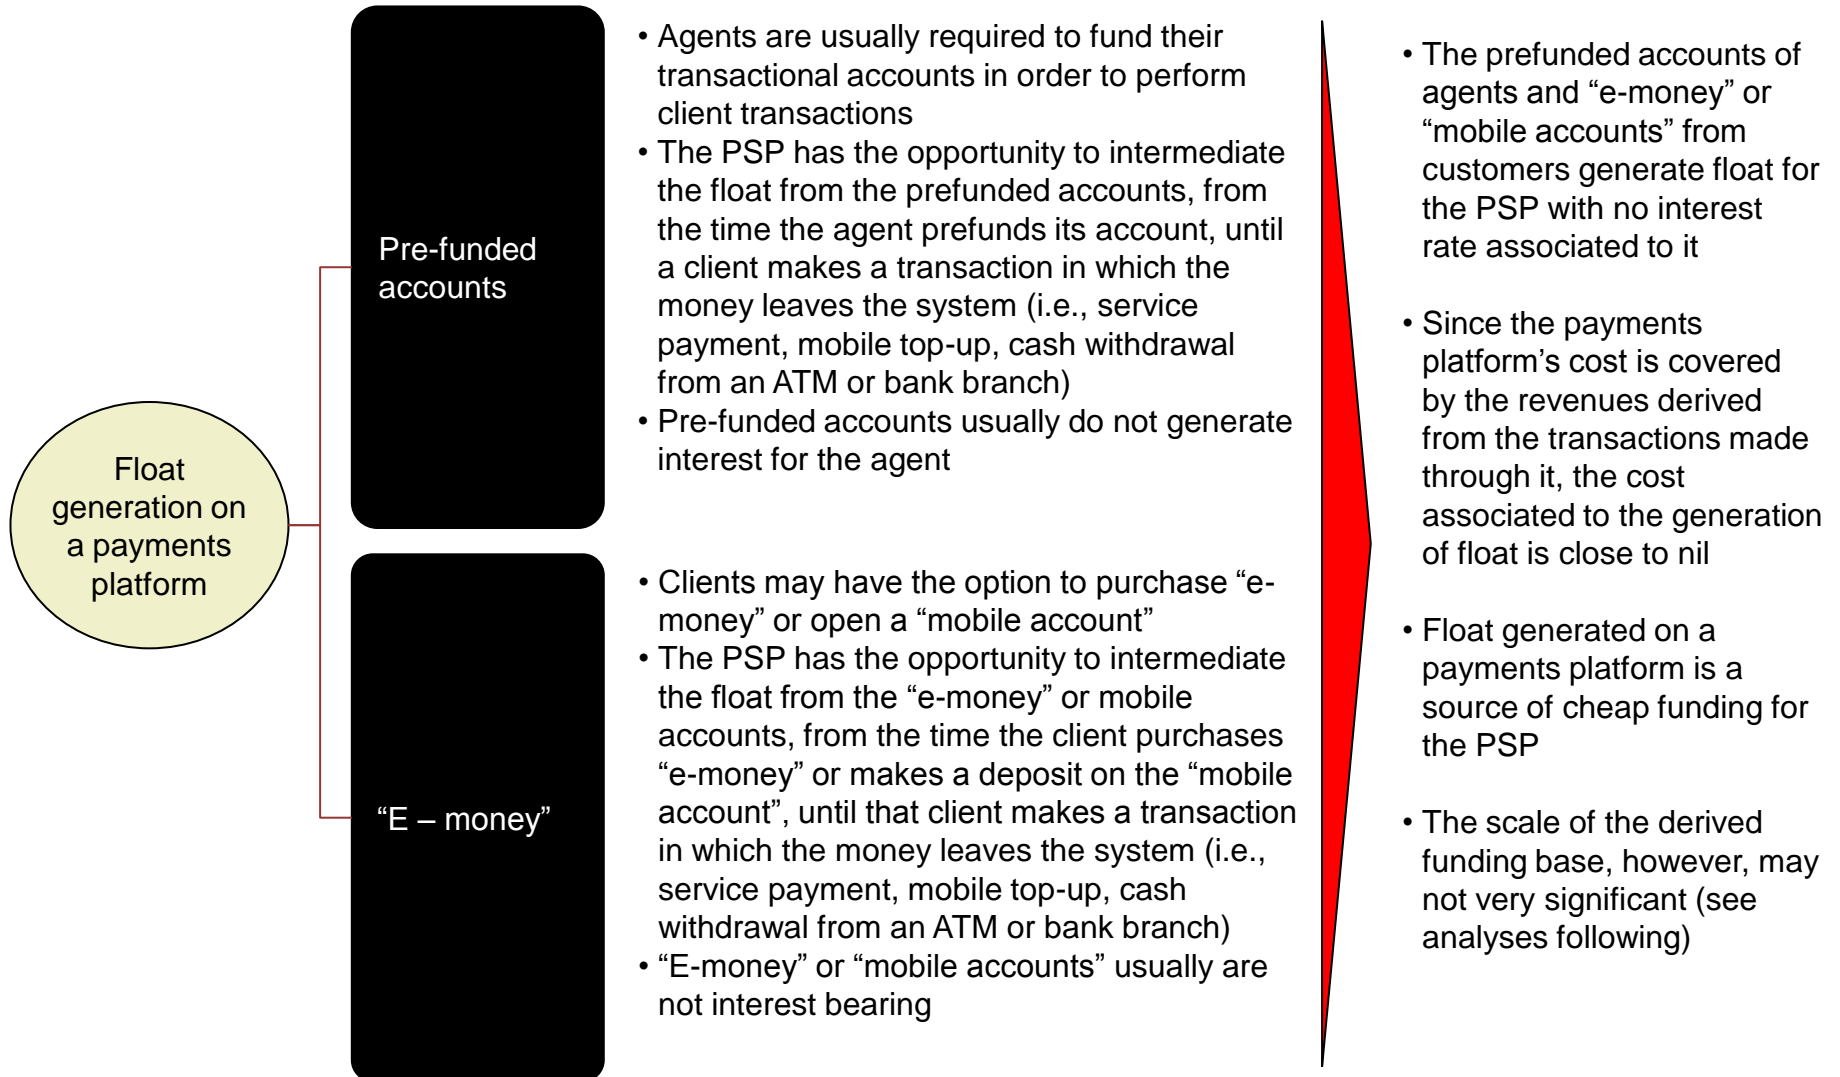 Float
generation on
a payments
platform
Pre-funded
accounts
• Agents are usually required to fund their
transactional accounts in order to perform
client transactions
• The PSP has the opportunity to intermediate
the float from the prefunded accounts, from
the time the agent prefunds its account, until
a client makes a transaction in which the
money leaves the system (i.e., service
payment, mobile top-up, cash withdrawal
from an ATM or bank branch)
• Pre-funded accounts usually do not generate
interest for the agent
“E – money”
• Clients may have the option to purchase “e-
money” or open a “mobile account”
• The PSP has the opportunity to intermediate
the float from the “e-money” or mobile
accounts, from the time the client purchases
“e-money” or makes a deposit on the “mobile
account”, until that client makes a transaction
in which the money leaves the system (i.e.,
service payment, mobile top-up, cash
withdrawal from an ATM or bank branch)
• “E-money” or “mobile accounts” usually are
not interest bearing
• The prefunded accounts of
agents and “e-money” or
“mobile accounts” from
customers generate float for
the PSP with no interest
rate associated to it
• Since the payments
platform’s cost is covered
by the revenues derived
from the transactions made
through it, the cost
associated to the generation
of float is close to nil
• Float generated on a
payments platform is a
source of cheap funding for
the PSP
• The scale of the derived
funding base, however, may
not very significant (see
analyses following)